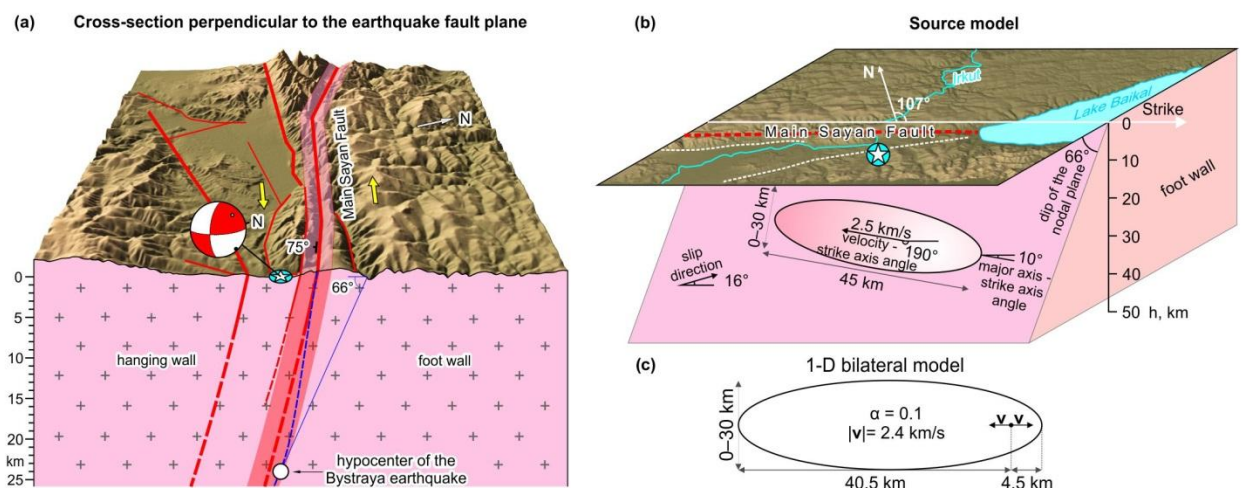 (a) Cross-section perpendicular to the earthquake fault plane
N
Main Sayan Fault
N
75°
66°
0
5
10
15
20
km
25
hanging wall
foot wall
hypocenter of the
Bystraya earthquake
(b) Source model
N
Irkut
107°
Lake Baikal
Strike
Main Sayan Fault
0
10
20
30
40
50 h, km
66°
dip of the
nodal plane
foot wall
0–30 km
2.5 km/s
velocity -
190°
strike axis angle
45 km
10°
major axis -
strike axis
angle
slip
direction
16°
(c) 1-D bilateral model
0–30 km
α = 0.1
|v|= 2.4 km/s
v v
40.5 km
4.5 km